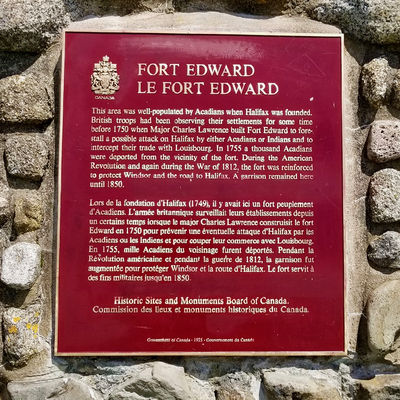 CANADA
FORT EDWARD
LE FORT EDWARD
This area was well-populated by Acadians when Halifax was founded.
British troops had been observing their settlements for some time
before 1750 when Major Charles Lawrence built Fort Edward to fore-
stall a possible attack on Halifax by either Acadians or Indians and to
intercept their trade with Louisbourg. In 1755 a thousand Acadians
were deported from the vicinity of the fort. During the American
Revolution and again during the War of 1812, the fort was reinforced
to protect Windsor and the road to Halifax. A garrison remained here
until 1850.
Lors de la fondation d'Halifax (1749), il y avait ici un fort peuplement
d'Acadiens. L'armée britannique surveillait leurs établissements depuis
un certains temps lorsque le major Charles Lawrence construisit le fort
Edward en 1750 pour prévenir une éventuelle attaque d'Halifax par les
Acadiens ou les Indiens et pour couper leur commerce avec Louisbourg.
En 1755, mille Acadiens du voisinage furent déportés. Pendant la
Révolution américaine et pendant la guerre de 1812, la garnison fut
augmentée pour protéger Windsor et la route d'Halifax. Le fort servit à
des fins militaires jusqu'en 1850.
Historic Sites and Monuments Board of Canada.
Commission des lieux et monuments historiques du Canada.
Government of Canada - 1925 - Gouvernement du Canada